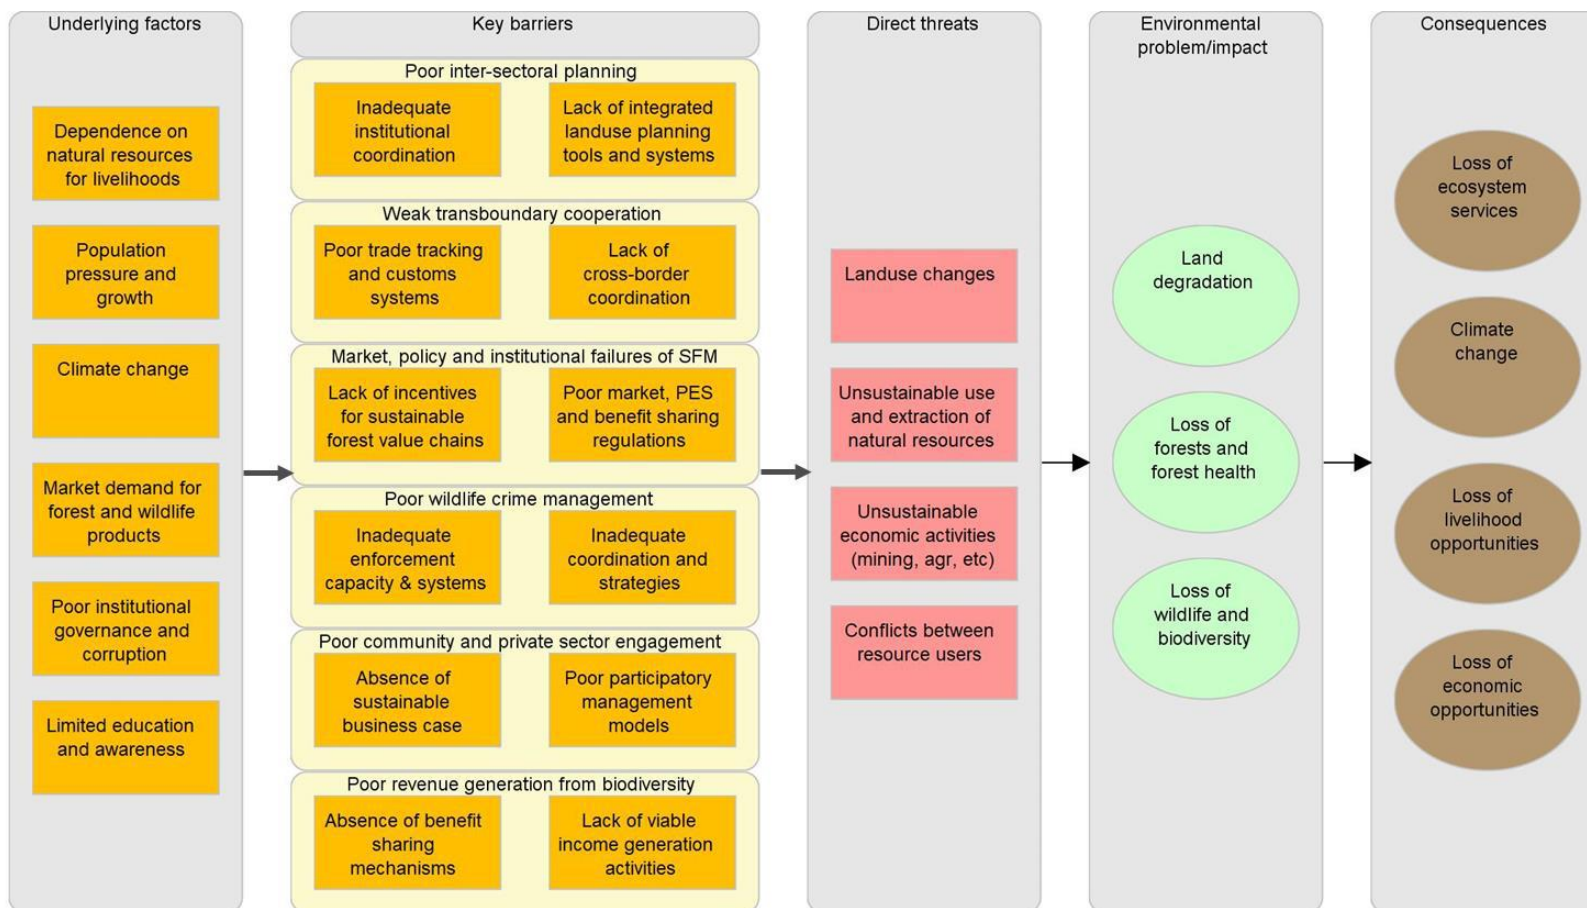 Underlying factors
Dependence on
natural resources
for livelihoods
Population
pressure and
growth
Climate change
Market demand for
forest and wildlife
products
Poor institutional
governance and
corruption
Limited education
and awareness
Key barriers
Poor inter-sectoral planning
Inadequate
institutional
coordination
Lack of integrated
landuse planning
tools and systems
Weak transboundary cooperation
Poor trade tracking
and customs
systems
Lack of
cross-border
coordination
Market, policy and institutional failures of SFM
Lack of incentives
for sustainable
forest value chains
Poor market, PES
and benefit sharing
regulations
Poor wildlife crime management
Inadequate
enforcement
capacity & systems
Inadequate
coordination and
strategies
Poor community and private sector engagement
Absence of
sustainable
business case
Poor participatory
management
models
Poor revenue generation from biodiversity
Absence of benefit
sharing
mechanisms
Lack of viable
income generation
activities
Direct threats
Landuse changes
Unsustainable use
and extraction of
natural resources
Unsustainable
economic activities
(mining, agr, etc)
Conflicts between
resource users
Environmental
problem/impact
Land
degradation
Loss of
forests and
forest health
Loss of
wildlife and
biodiversity
Consequences
Loss of
ecosystem
services
Climate
change
Loss of
livelihood
opportunities
Loss of
economic
opportunities